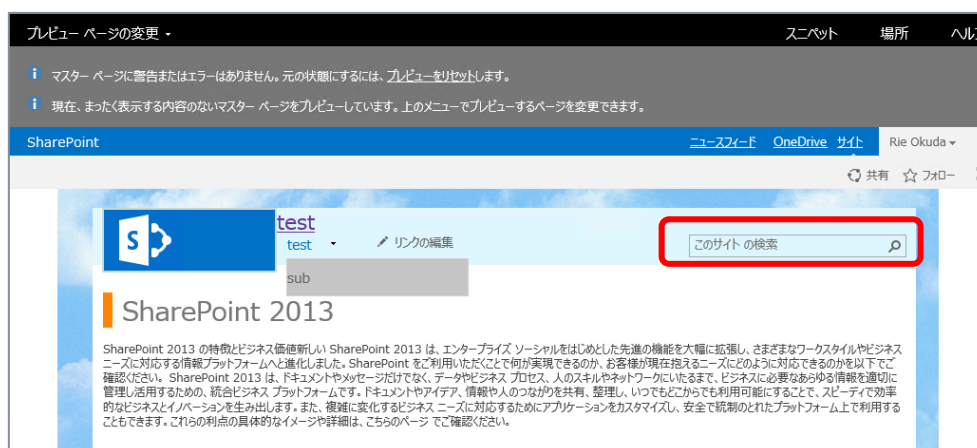 プレビュー ページの変更
スニペット 場所
マスター ページに警告またはエラーはありません。元の状態にするには、プレビューをリセットします。
現在、まったく表示する内容のないマスター ページをプレビューしています。上のメニューでプレビューするページを変更できます。
SharePoint ニュースフィード OneDrive サイト Rie Okuda
共有 フォロー
S
test
test リンクの編集
このサイト の検索
sub
SharePoint 2013
SharePoint 2013 の特徴とビジネス価値新しい SharePoint 2013 は、エンタープライズ ソーシャルをはじめとした先進の機能を大幅に拡張し、さまざまなワークスタイルやビジネス
ニーズに対応する情報プラットフォームへと進化しました。SharePoint をご利用いただくことで何が実現できるのか、お客様が現在抱えるニーズにどのように対応できるのかを以下でご
確認ください。 SharePoint 2013 は、ドキュメントやメッセージだけでなく、データやビジネス プロセス、人のスキルやネットワークにいたるまで、ビジネスに必要なあらゆる情報を適切に
管理し活用するための、統合ビジネス プラットフォームです。ドキュメントやアイデア、情報や人のつながりを共有、整理し、いつでもどこからでも利用可能にすることで、スピーディで効率
的なビジネスとイノベーションを生み出します。また、複雑に変化するビジネス ニーズに対応するためにアプリケーションをカスタマイズし、安全で統制のとれたプラットフォーム上で利用する
こともできます。これらの利点の具体的なイメージや詳細は、こちらのページ でご確認ください。